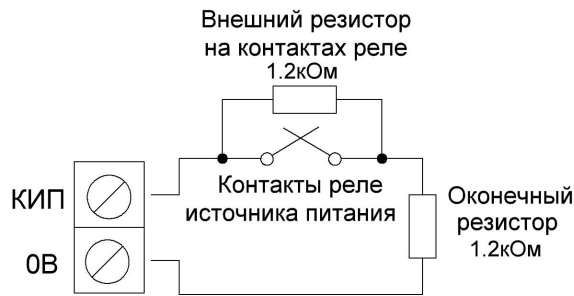 Внешний резистор
на контактах реле
1.2кОм
Контакты реле
источника питания
КИП
0В
Оконечный
резистор
1.2кОм